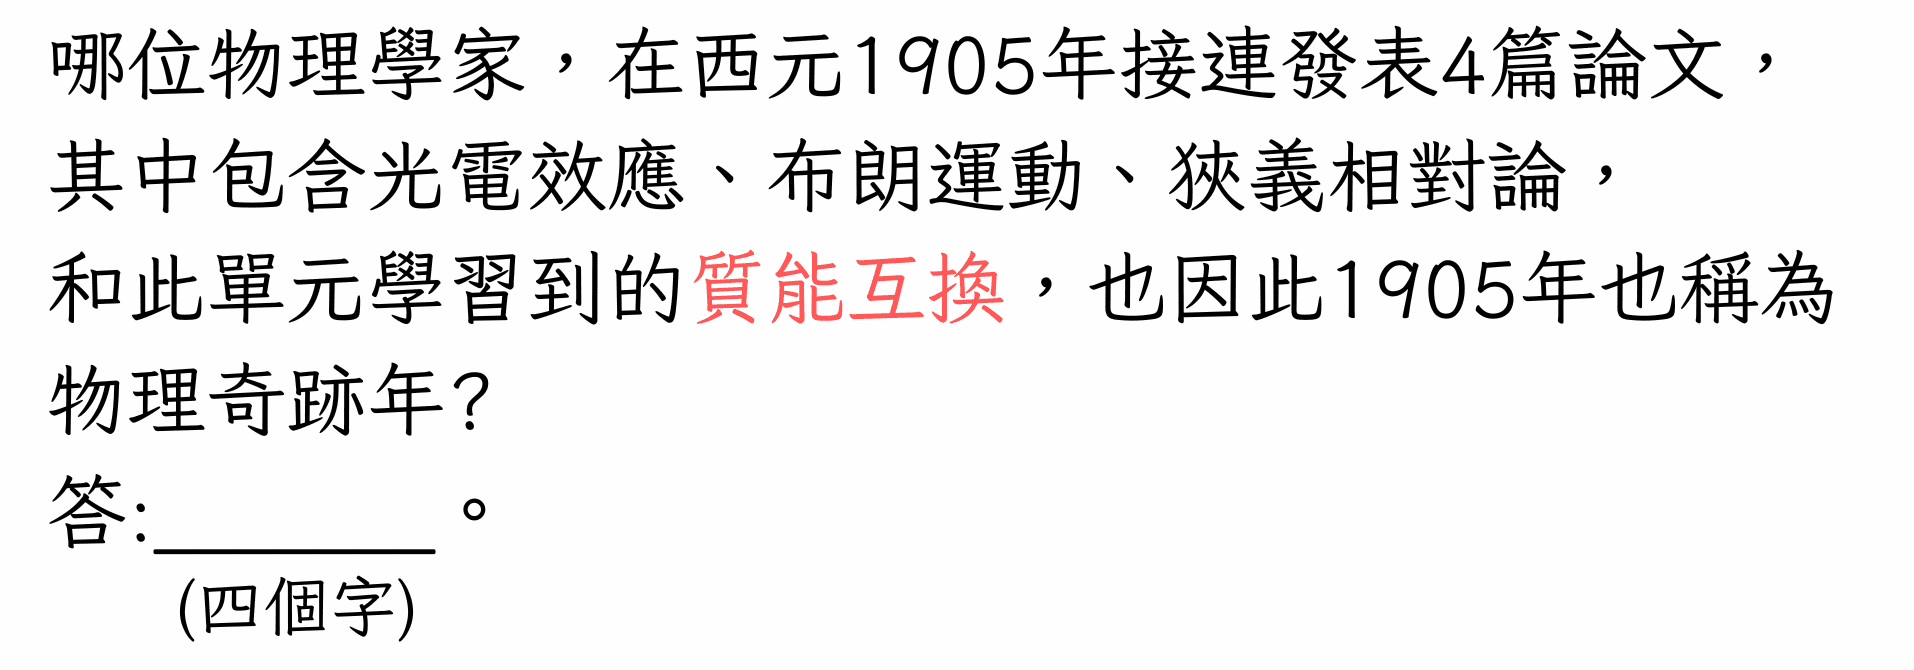 哪位物理學家，在西元1905年接連發表4篇論文，
其中包含光電效應、布朗運動、狹義相對論，
和此單元學習到的質能互換，也因此1905年也稱為
物理奇跡年?
答:________。
(四個字)